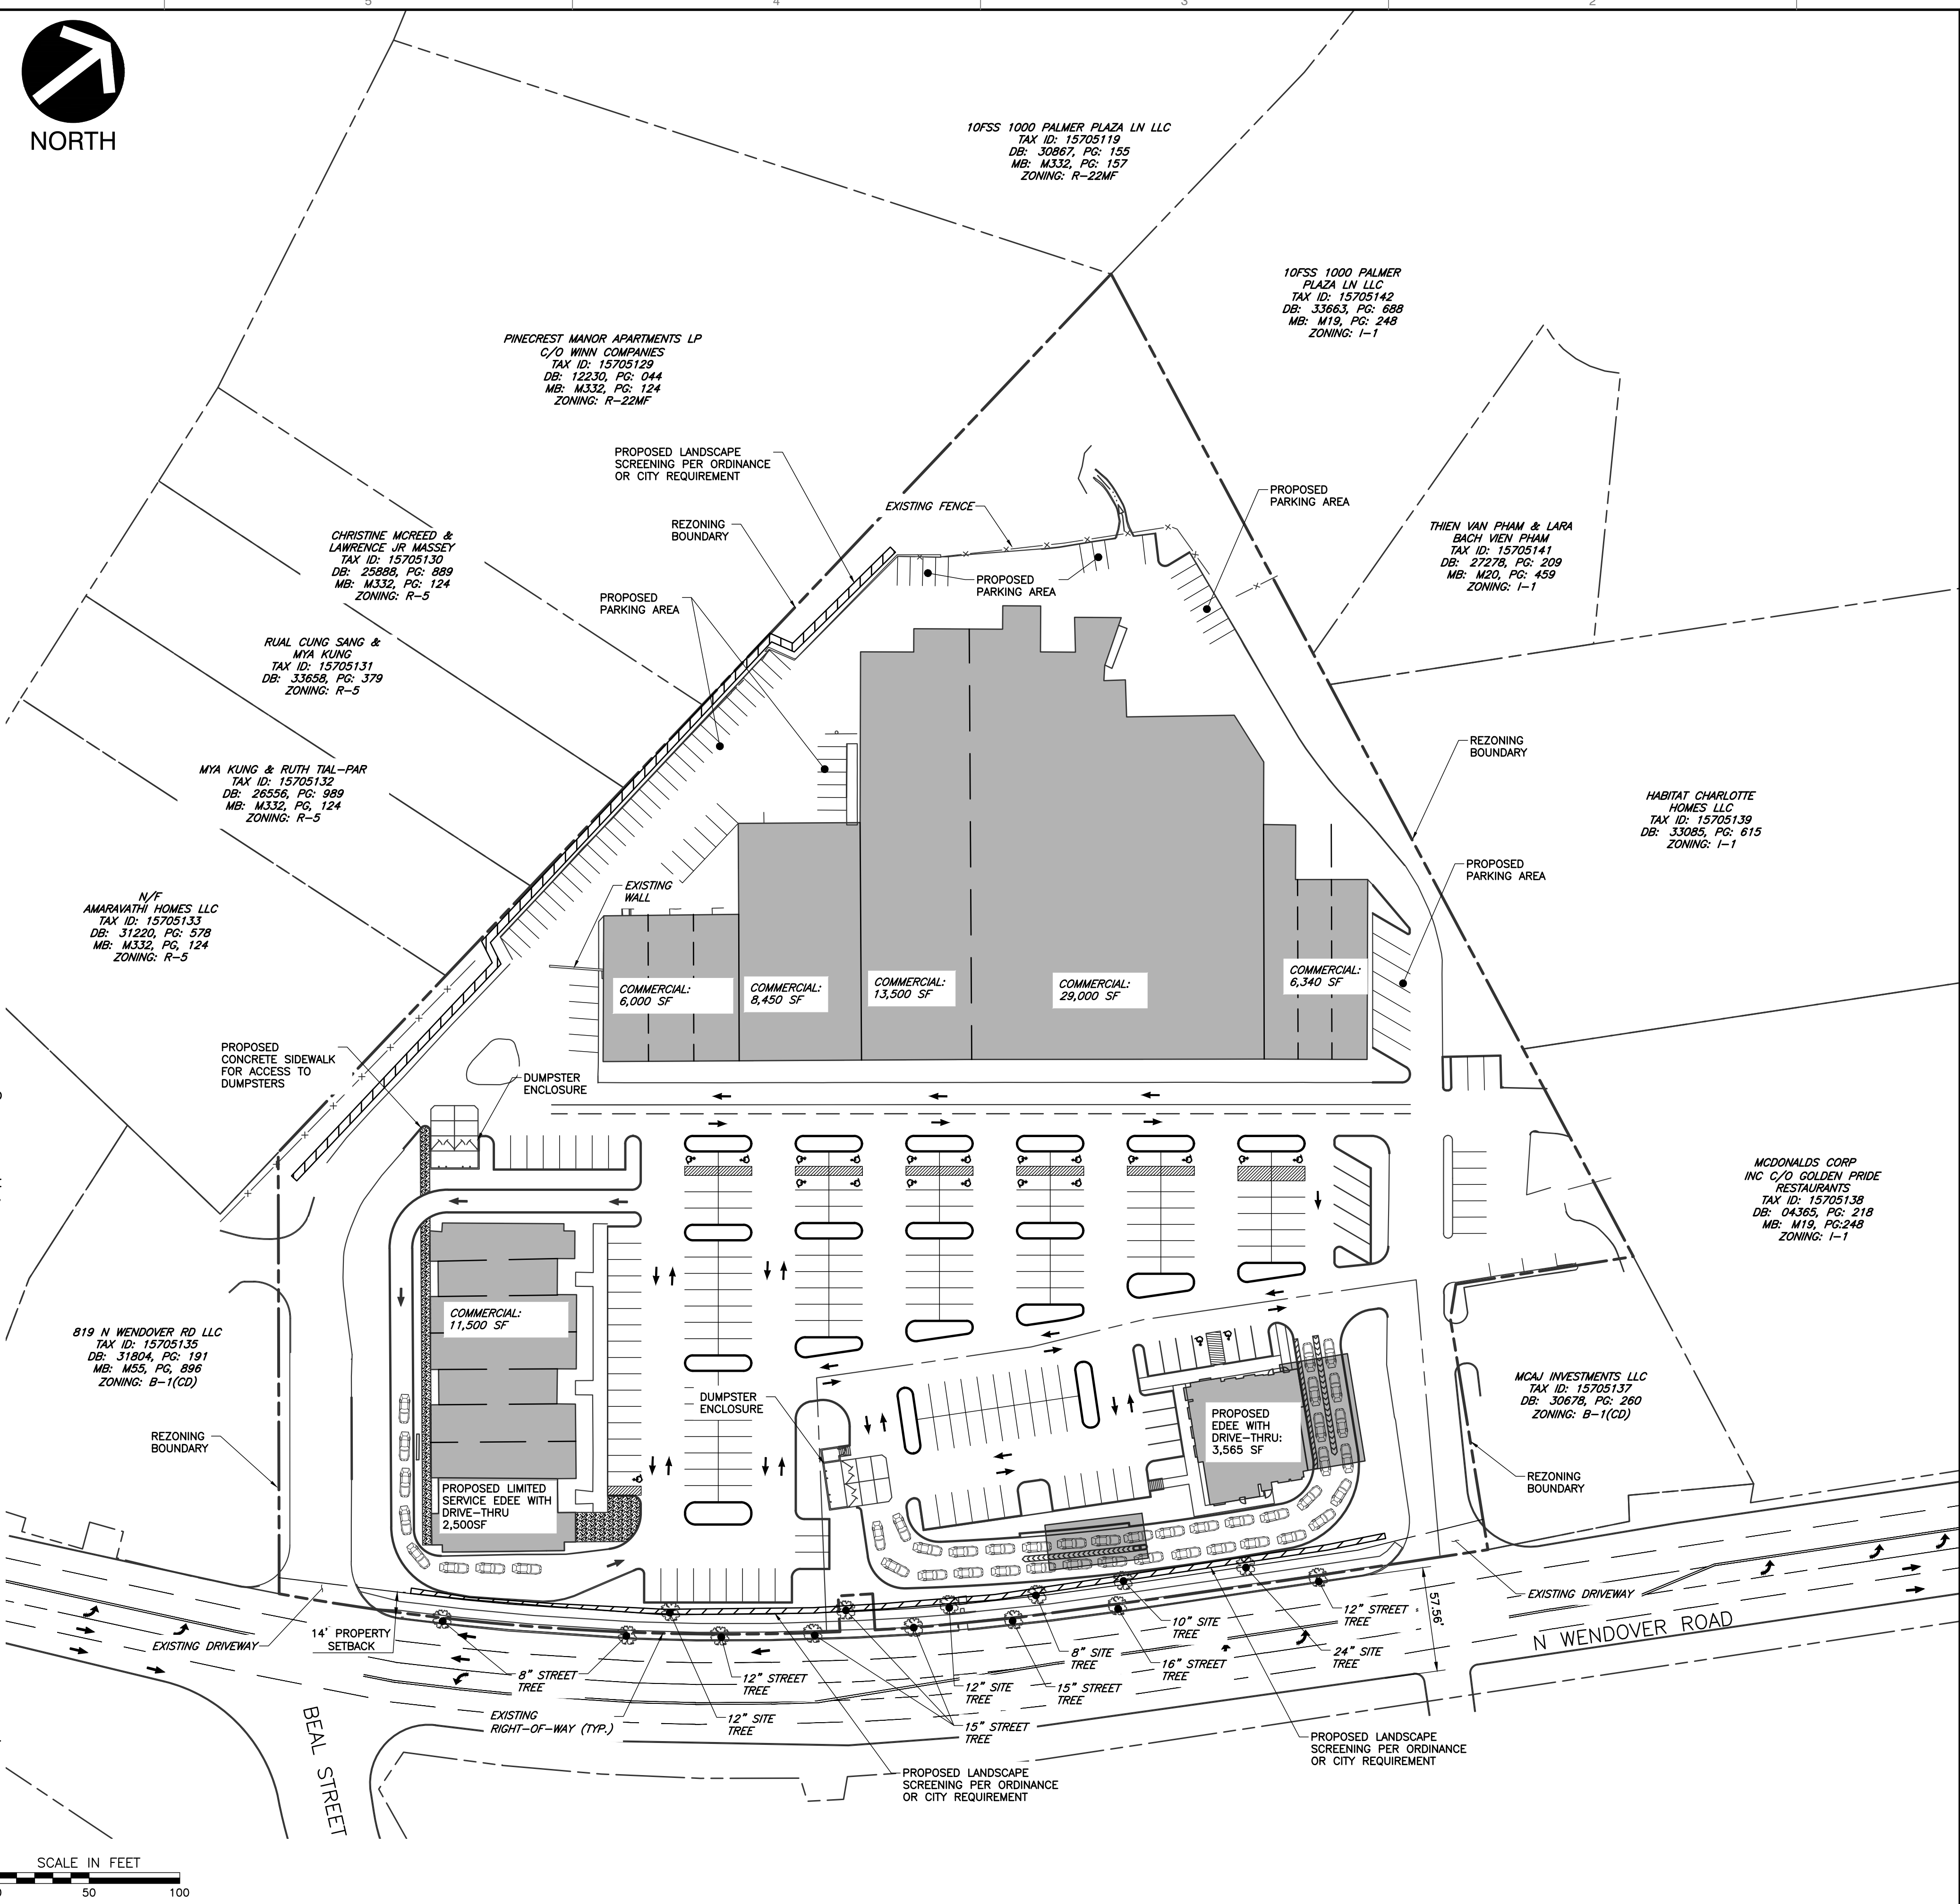 5
4
3
2
NORTH
10FSS 1000 PALMER PLAZA LN LLC
TAX ID: 15705119
DB: 30867, PG: 155
MB: M332, PG: 157
ZONING: R-22MF
10FSS 1000 PALMER
PLAZA LN LLC
TAX ID: 15705142
DB: 33663, PG: 688
MB: M19, PG: 248
ZONING: I-1
PINECREST MANOR APARTMENTS LP
C/O WINN COMPANIES
TAX ID: 15705129
DB: 12230, PG: 044
MB: M332, PG: 124
ZONING: R-22MF
PROPOSED LANDSCAPE
SCREENING PER ORDINANCE
OR CITY REQUIREMENT
EXISTING FENCE
PROPOSED
PARKING AREA
REZONING
BOUNDARY
THIEN VAN PHAM & LARA
BACH VIEN PHAM
TAX ID: 15705141
DB: 27278, PG: 209
MB: M20, PG: 459
ZONING: I-1
CHRISTINE MCREED &
LAWRENCE JR MASSEY
TAX ID: 15705130
DB: 25888, PG: 889
MB: M332, PG: 124
ZONING: R-5
PROPOSED
PARKING AREA
PROPOSED
PARKING AREA
RUAL CUNG SANG &
MYA KUNG
TAX ID: 15705131
DB: 33658, PG: 379
ZONING: R-5
REZONING
BOUNDARY
MYA KUNG & RUTH TIAL-PAR
TAX ID: 15705132
DB: 26556, PG: 989
MB: M332, PG, 124
ZONING: R-5
HABITAT CHARLOTTE
HOMES LLC
TAX ID: 15705139
DB: 33085, PG: 615
ZONING: I-1
PROPOSED
PARKING AREA
EXISTING
WALL
N/F
AMARAVATHI HOMES LLC
TAX ID: 15705133
DB: 31220, PG: 578
MB: M332, PG, 124
ZONING: R-5
COMMERCIAL:
6,000 SF
COMMERCIAL:
8,450 SF
COMMERCIAL:
13,500 SF
COMMERCIAL:
29,000 SF
COMMERCIAL:
6,340 SF
PROPOSED
CONCRETE SIDEWALK
FOR ACCESS TO
DUMPSTERS
DUMPSTER
ENCLOSURE
MCDONALDS CORP
INC C/O GOLDEN PRIDE
RESTAURANTS
TAX ID: 15705138
DB: 04365, PG: 218
MB: M19, PG:248
ZONING: I-1
COMMERCIAL:
11,500 SF
819 N WENDOVER RD LLC
TAX ID: 15705135
DB: 31804, PG: 191
MB: M55, PG, 896
ZONING: B-1(CD)
DUMPSTER
ENCLOSURE
PROPOSED
EDEE WITH
DRIVE-THRU:
3,565 SF
MCAJ INVESTMENTS LLC
TAX ID: 15705137
DB: 30678, PG: 260
ZONING: B-1(CD)
REZONING
BOUNDARY
REZONING
BOUNDARY
PROPOSED LIMITED
SERVICE EDEE WITH
DRIVE-THRU
2,500SF
EXISTING DRIVEWAY
57.56'
N WENDOVER ROAD
14' PROPERTY
SETBACK
EXISTING DRIVEWAY
8" STREET
TREE
12" STREET
TREE
12" SITE
TREE
15" STREET
TREE
12" SITE
TREE
15" STREET
TREE
8" SITE
TREE
16" STREET
TREE
10" SITE
TREE
24" SITE
TREE
12" STREET
TREE
EXISTING
RIGHT-OF-WAY (TYP.)
BEAL STREET
PROPOSED LANDSCAPE
SCREENING PER ORDINANCE
OR CITY REQUIREMENT
PROPOSED LANDSCAPE
SCREENING PER ORDINANCE
OR CITY REQUIREMENT
SCALE IN FEET
50
100